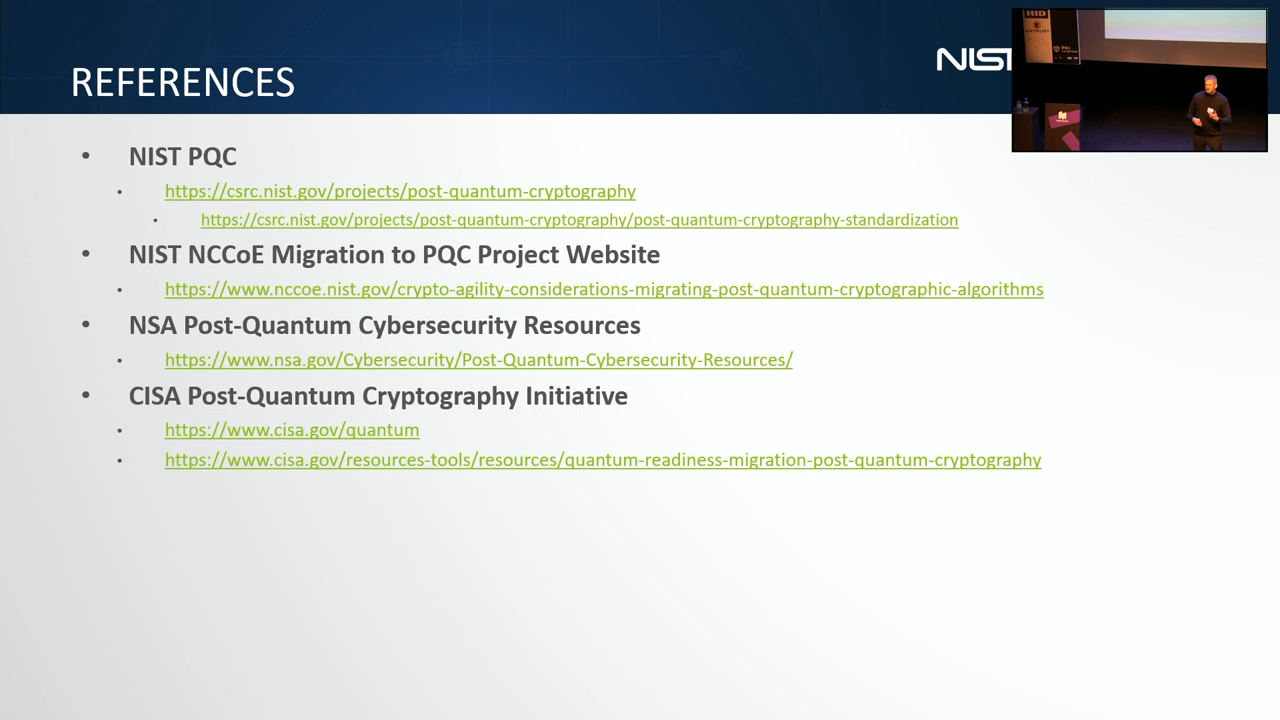 REFERENCES
NIST
HID
ENTRUST
• NIST PQC
• https://csrc.nist.gov/projects/post-quantum-cryptography
• https://csrc.nist.gov/projects/post-quantum-cryptography/post-quantum-cryptography-standardization
• NIST NCCoE Migration to PQC Project Website
• https://www.nccoe.nist.gov/crypto-agility-considerations-migrating-post-quantum-cryptographic-algorithms
• NSA Post-Quantum Cybersecurity Resources
• https://www.nsa.gov/Cybersecurity/Post-Quantum-Cybersecurity-Resources/
• CISA Post-Quantum Cryptography Initiative
• https://www.cisa.gov/quantum
• https://www.cisa.gov/resources-tools/resources/quantum-readiness-migration-post-quantum-cryptography